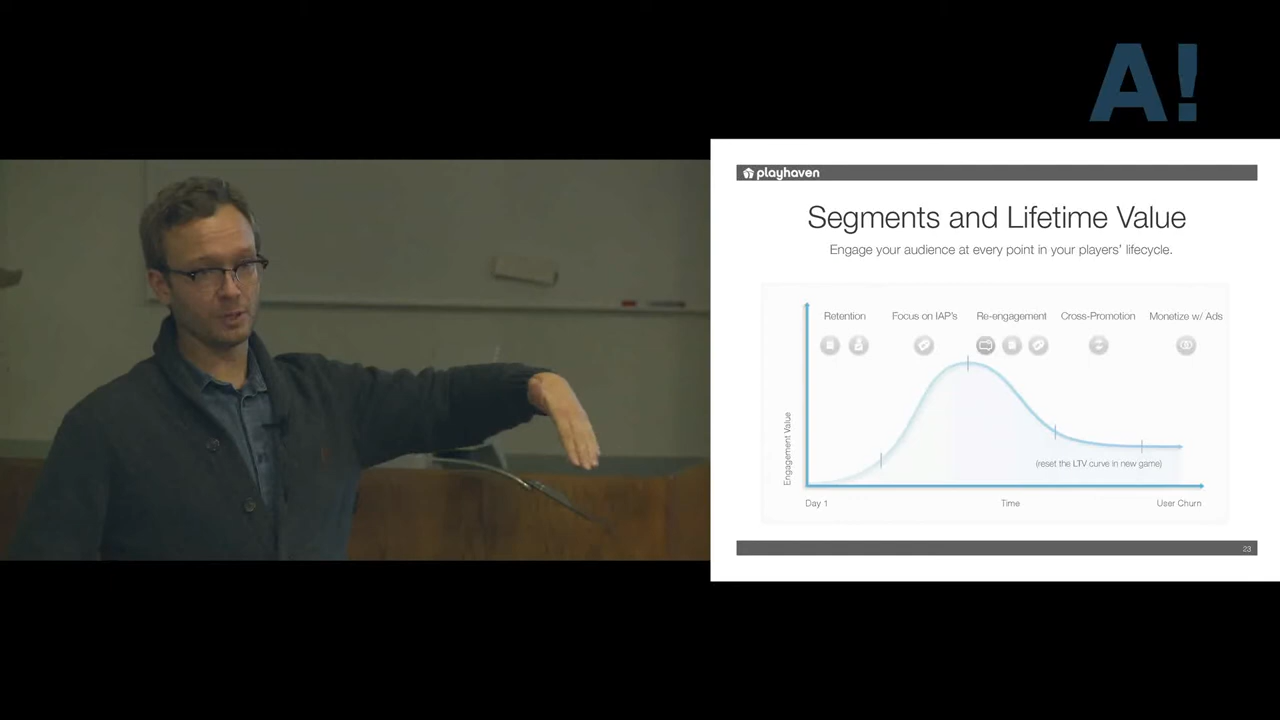 A!
playhaven
Segments and Lifetime Value
Engage your audience at every point in your players' lifecycle.
Retention Focus on IAP's Re-engagement Cross-Promotion Monetize w/ Ads
Engagement Value
(reset the LTV curve in new game)
Day 1 Time User Churn
23